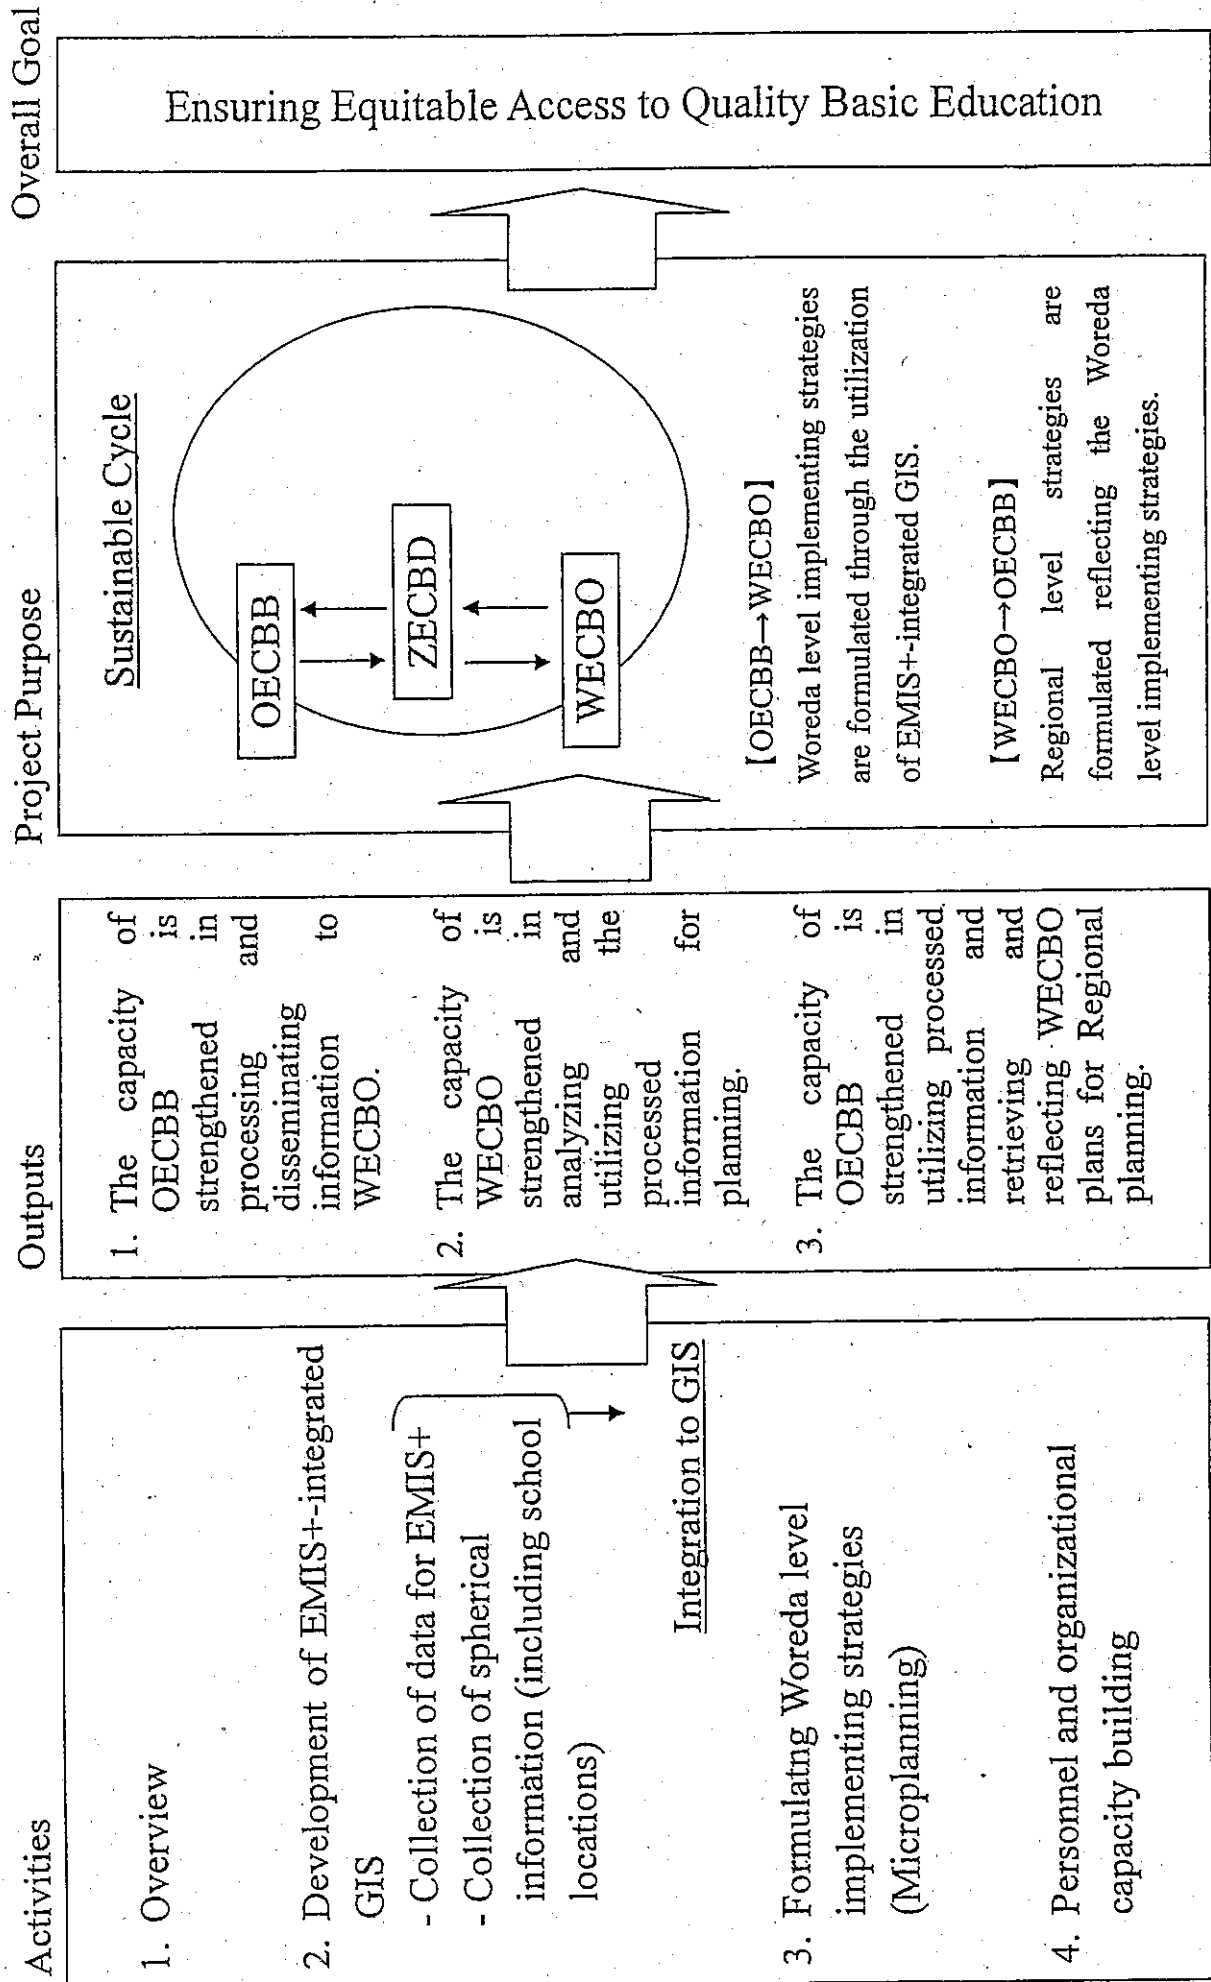 Activities
1. Overview
2. Development of EMIS+-integrated
GIS
- Collection of data for EMIS+
- Collection of spherical
information (including school
locations)
Integration to GIS
3. Formulatng Woreda level
implementing strategies
(Microplanning)
4. Personnel and organizational
capacity building
Outputs
1. The capacity of
OECBB is
strengthened in
processing and
disseminating
information to
WECBO.
2. The capacity of
WECBO is
strengthened in
analyzing and
utilizing the
processed
information for
planning.
3. The capacity of
OECBB is
strengthened in
utilizing processed
information and
retrieving and
reflecting WECBO
plans for Regional
planning.
Project Purpose
Sustainable Cycle
OECBB
ZECBD
WECBO
【OECBB→WECBO】
Woreda level implementing strategies
are formulated through the utilization
of EMIS+-integrated GIS.
【WECBO→OECBB】
Regional level strategies are
formulated reflecting the Woreda
level implementing strategies.
Overall Goal
Ensuring Equitable Access to Quality Basic Education